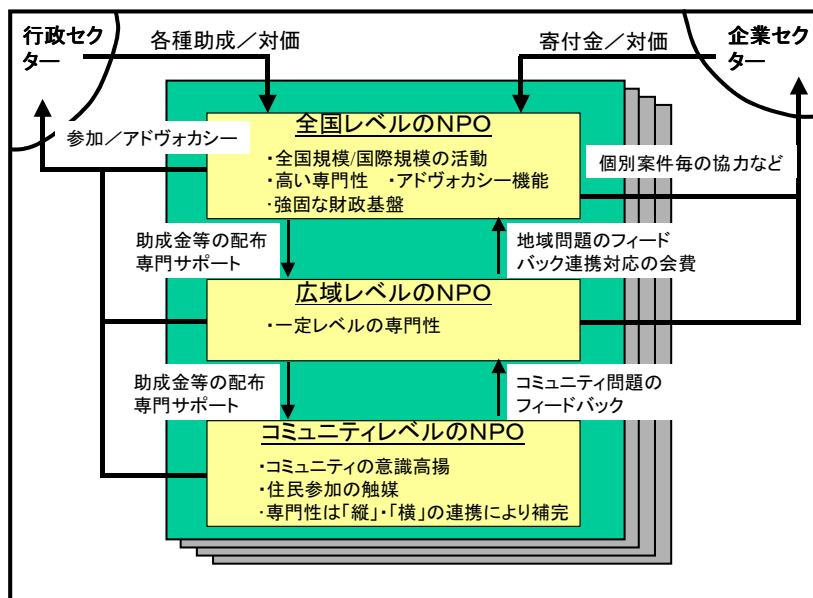 行政セク
ター
各種助成／対価
寄付金／対価
企業セク
ター
参加／アドヴォカシー
全国レベルのNPO
・全国規模/国際規模の活動
・高い専門性　・アドヴォカシー機能
・強固な財政基盤
個別案件毎の協力など
助成金等の配布
専門サポート
地域問題のフィード
バック連携対応の会費
広域レベルのNPO
・一定レベルの専門性
助成金等の配布
専門サポート
コミュニティ問題の
フィードバック
コミュニティレベルのNPO
・コミュニティの意識高揚
・住民参加の触媒
・専門性は「縦」・「横」の連携により補完